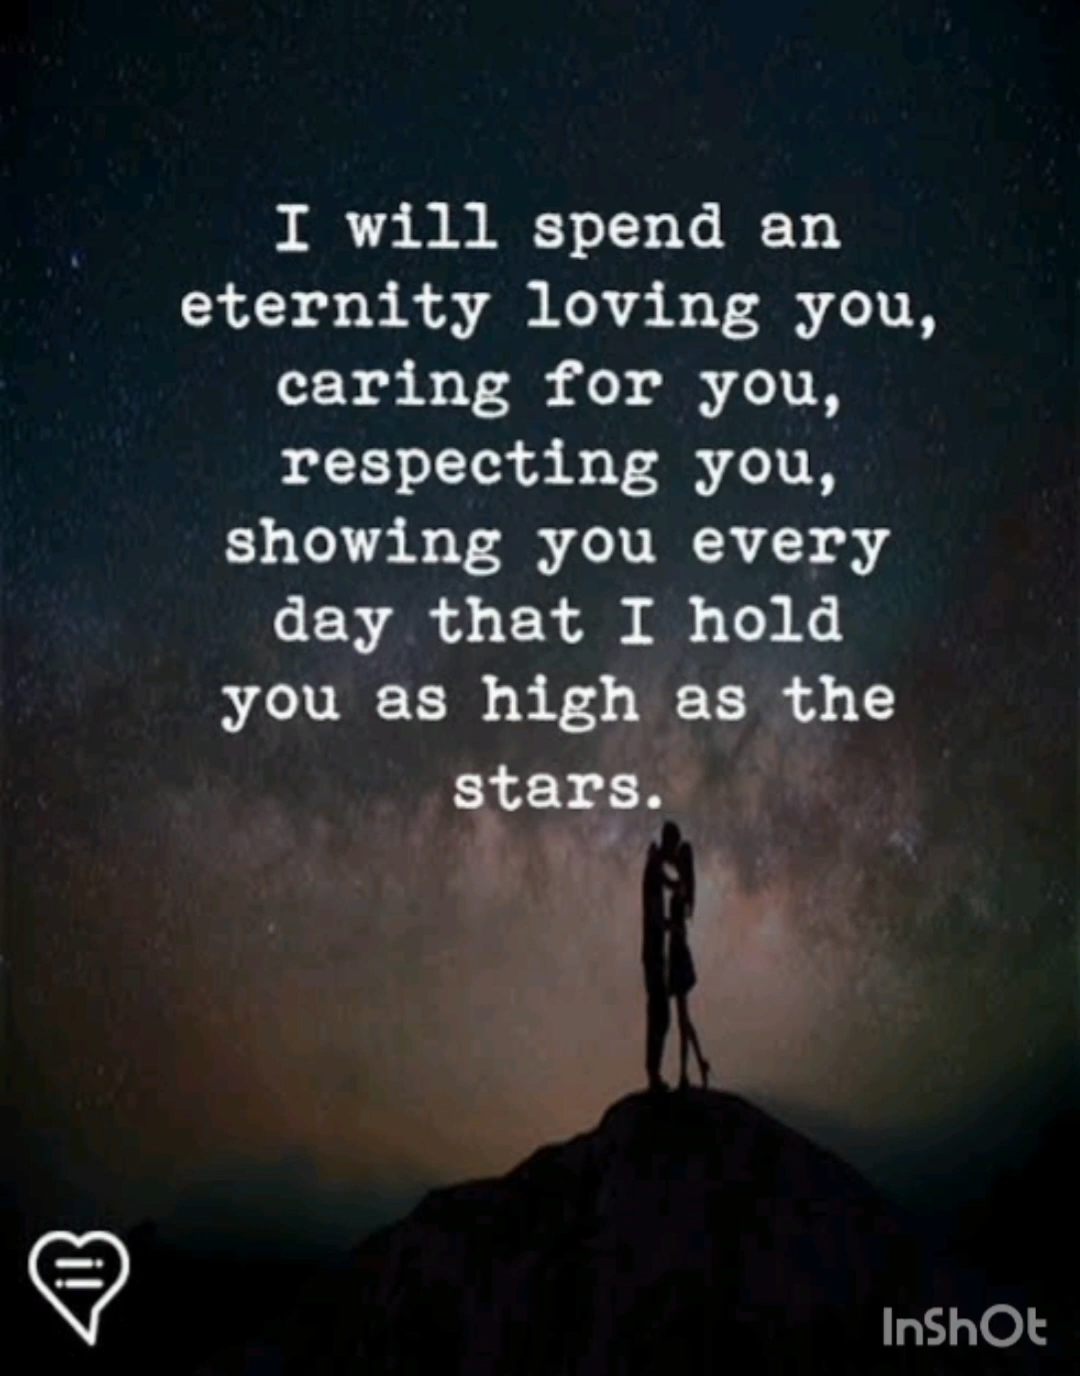 I will spend an
eternity loving you,
caring for you,
respecting you,
showing you every
day that I hold
you as high as the
stars.
InShOt